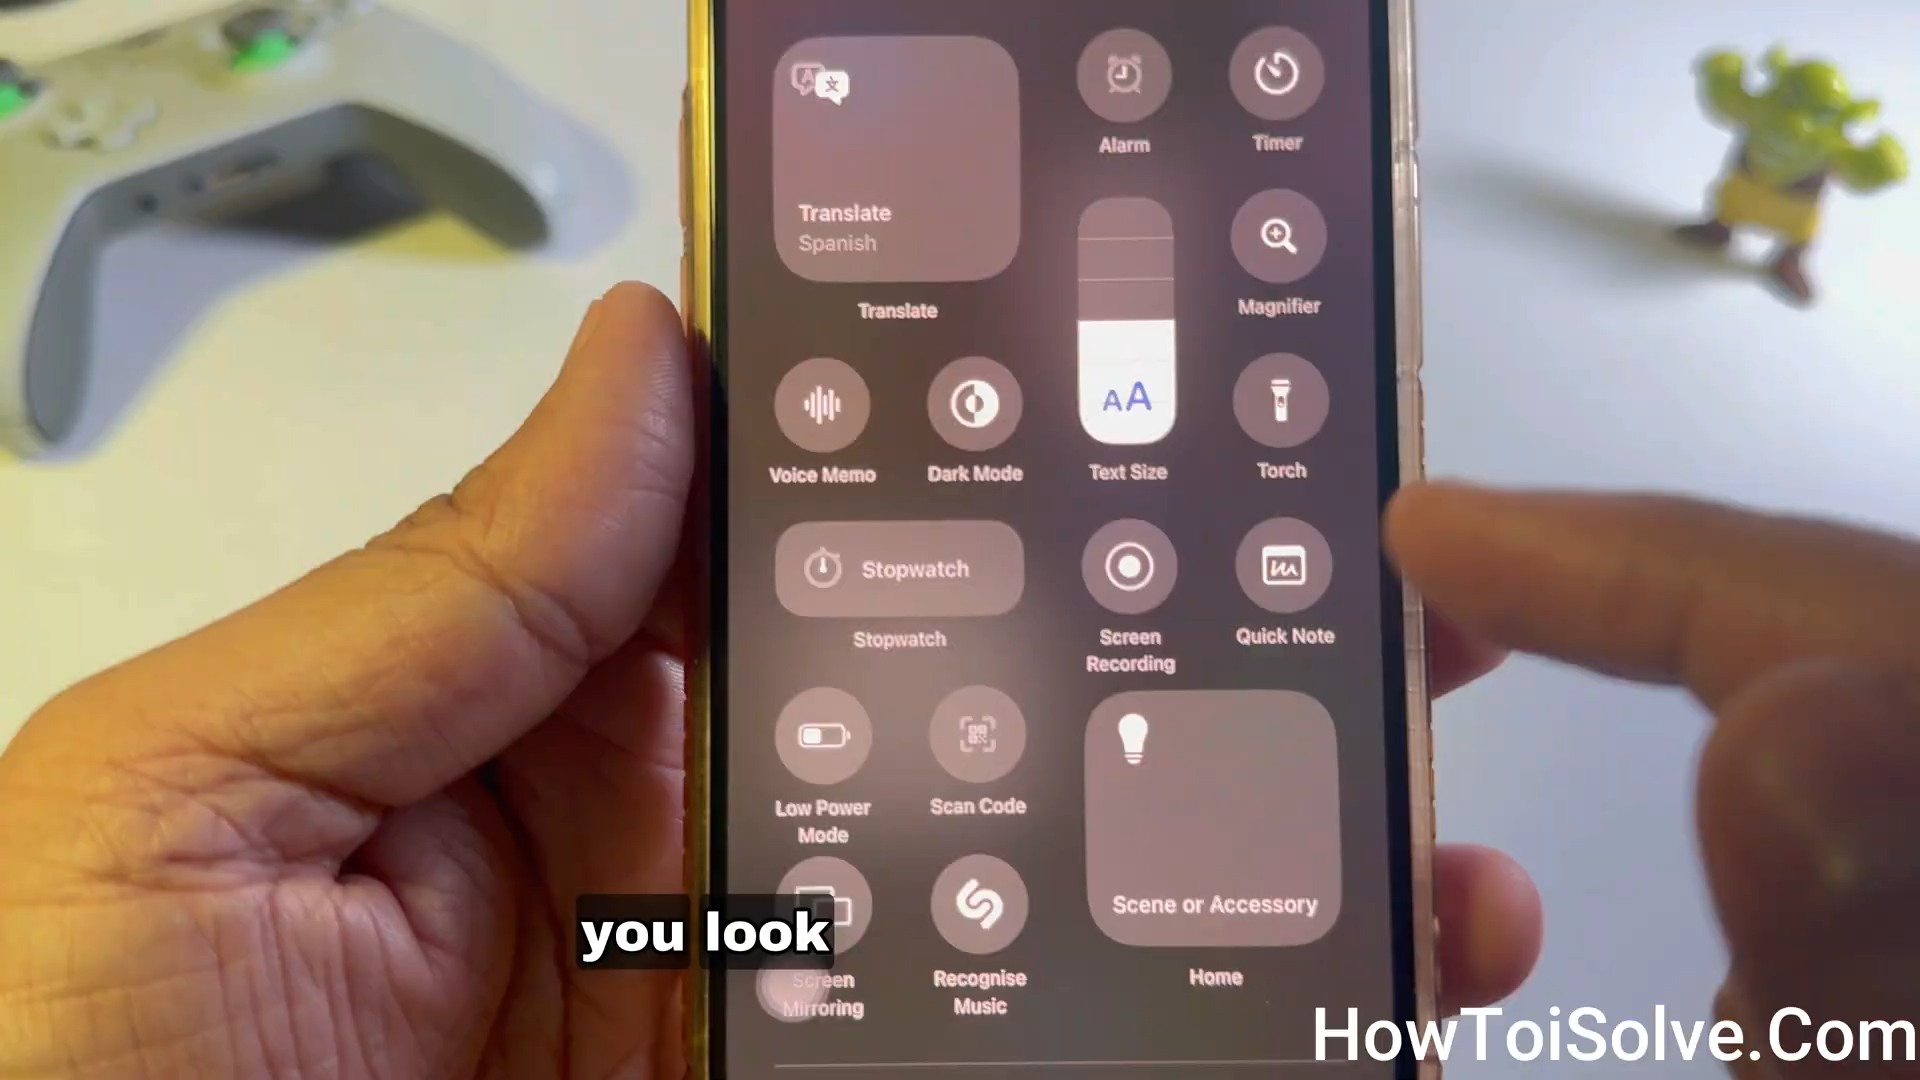 Alarm
Timer
Translate
Spanish
Translate
Magnifier
AA
Voice Memo
Dark Mode
Text Size
Torch
Stopwatch
Stopwatch
Screen
Recording
Quick Note
Low Power
Mode
Scan Code
Scene or Accessory
you look
Screen
Mirroring
Recognise
Music
Home
HowToiSolve.Com